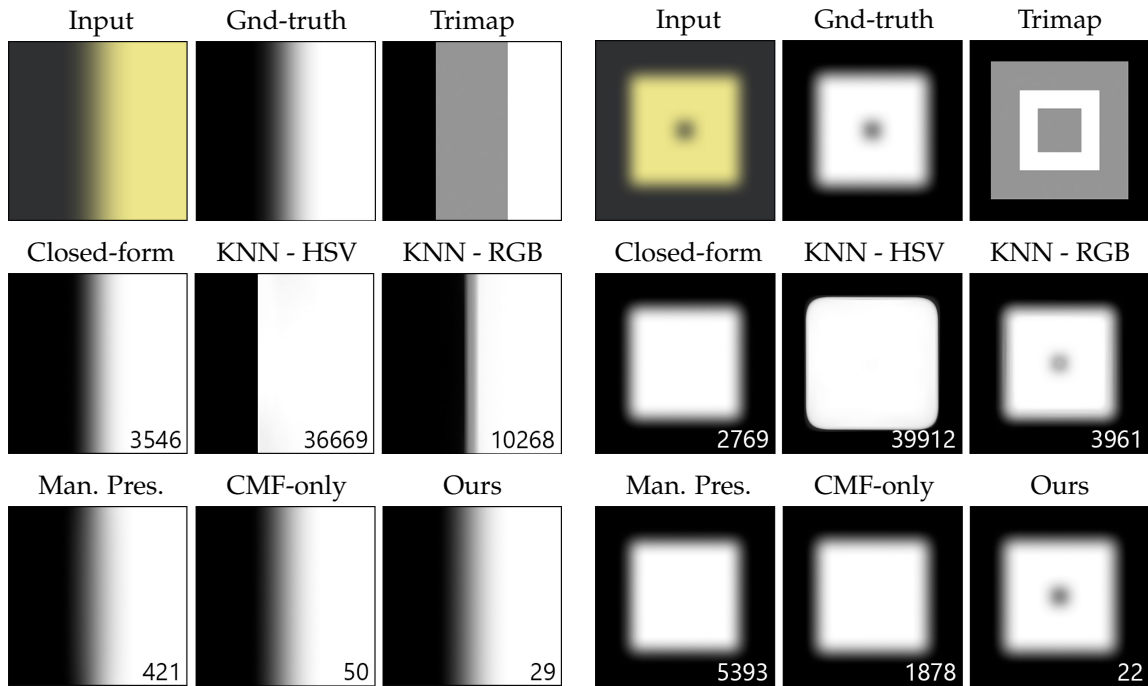 Input Gnd-truth Trimap Input Gnd-truth Trimap
Closed-form KNN - HSV KNN - RGB Closed-form KNN - HSV KNN - RGB
3546 36669 10268 2769 39912 3961
Man. Pres. CMF-only Ours Man. Pres. CMF-only Ours
421 50 29 5393 1878 22